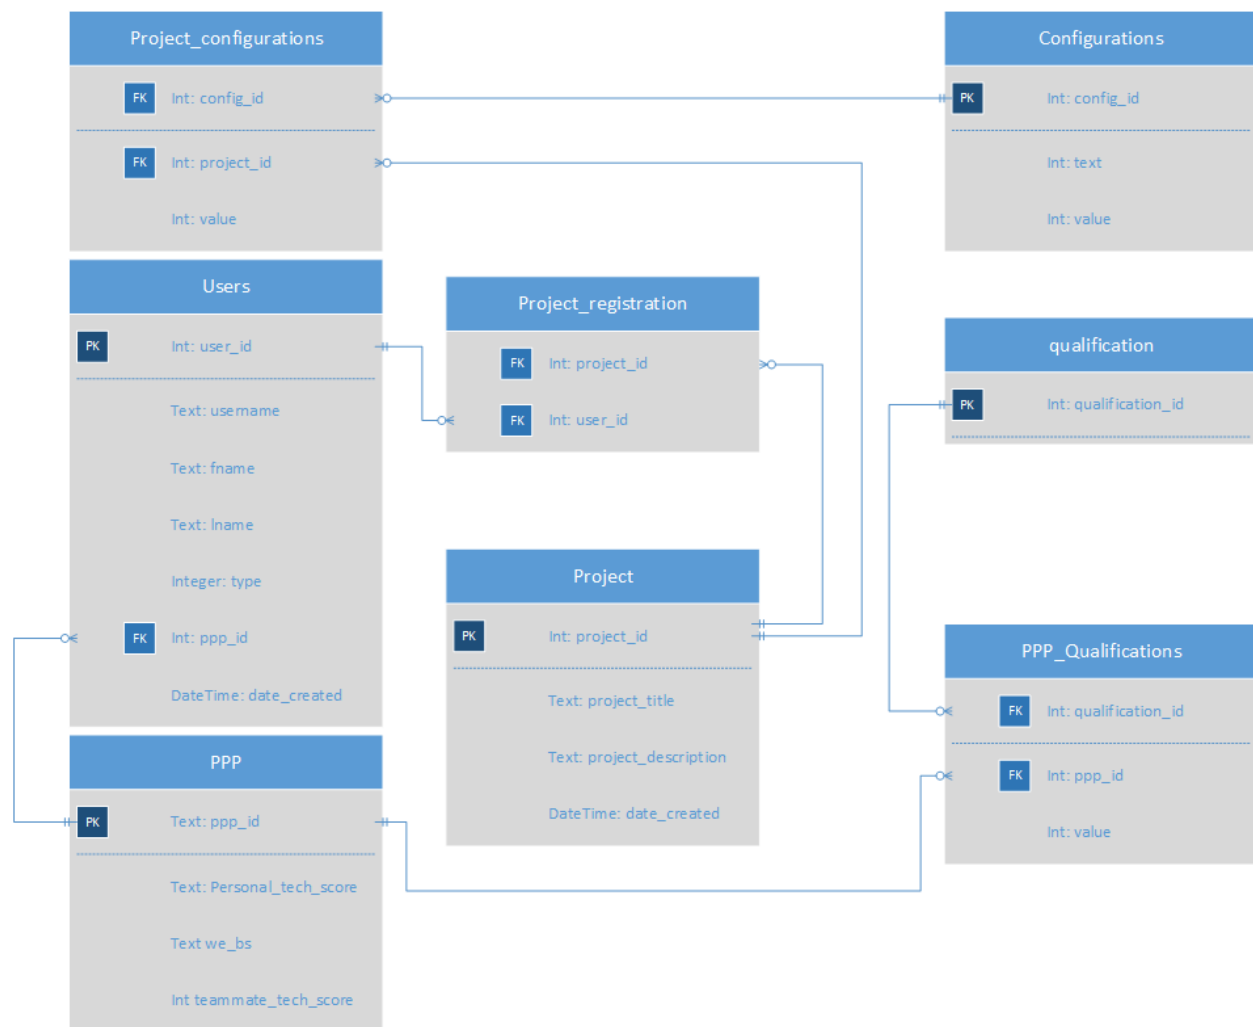 Project_configurations
FK Int: config_id
FK Int: project_id
Int: value
Configurations
PK Int: config_id
Int: text
Int: value
Users
PK Int: user_id
Text: username
Text: fname
Text: lname
Integer: type
FK Int: ppp_id
DateTime: date_created
Project_registration
FK Int: project_id
FK Int: user_id
qualification
PK Int: qualification_id
Project
PK Int: project_id
Text: project_title
Text: project_description
DateTime: date_created
PPP_Qualifications
FK Int: qualification_id
FK Int: ppp_id
Int: value
PPP
PK Text: ppp_id
Text: Personal_tech_score
Text we_bs
Int teammate_tech_score